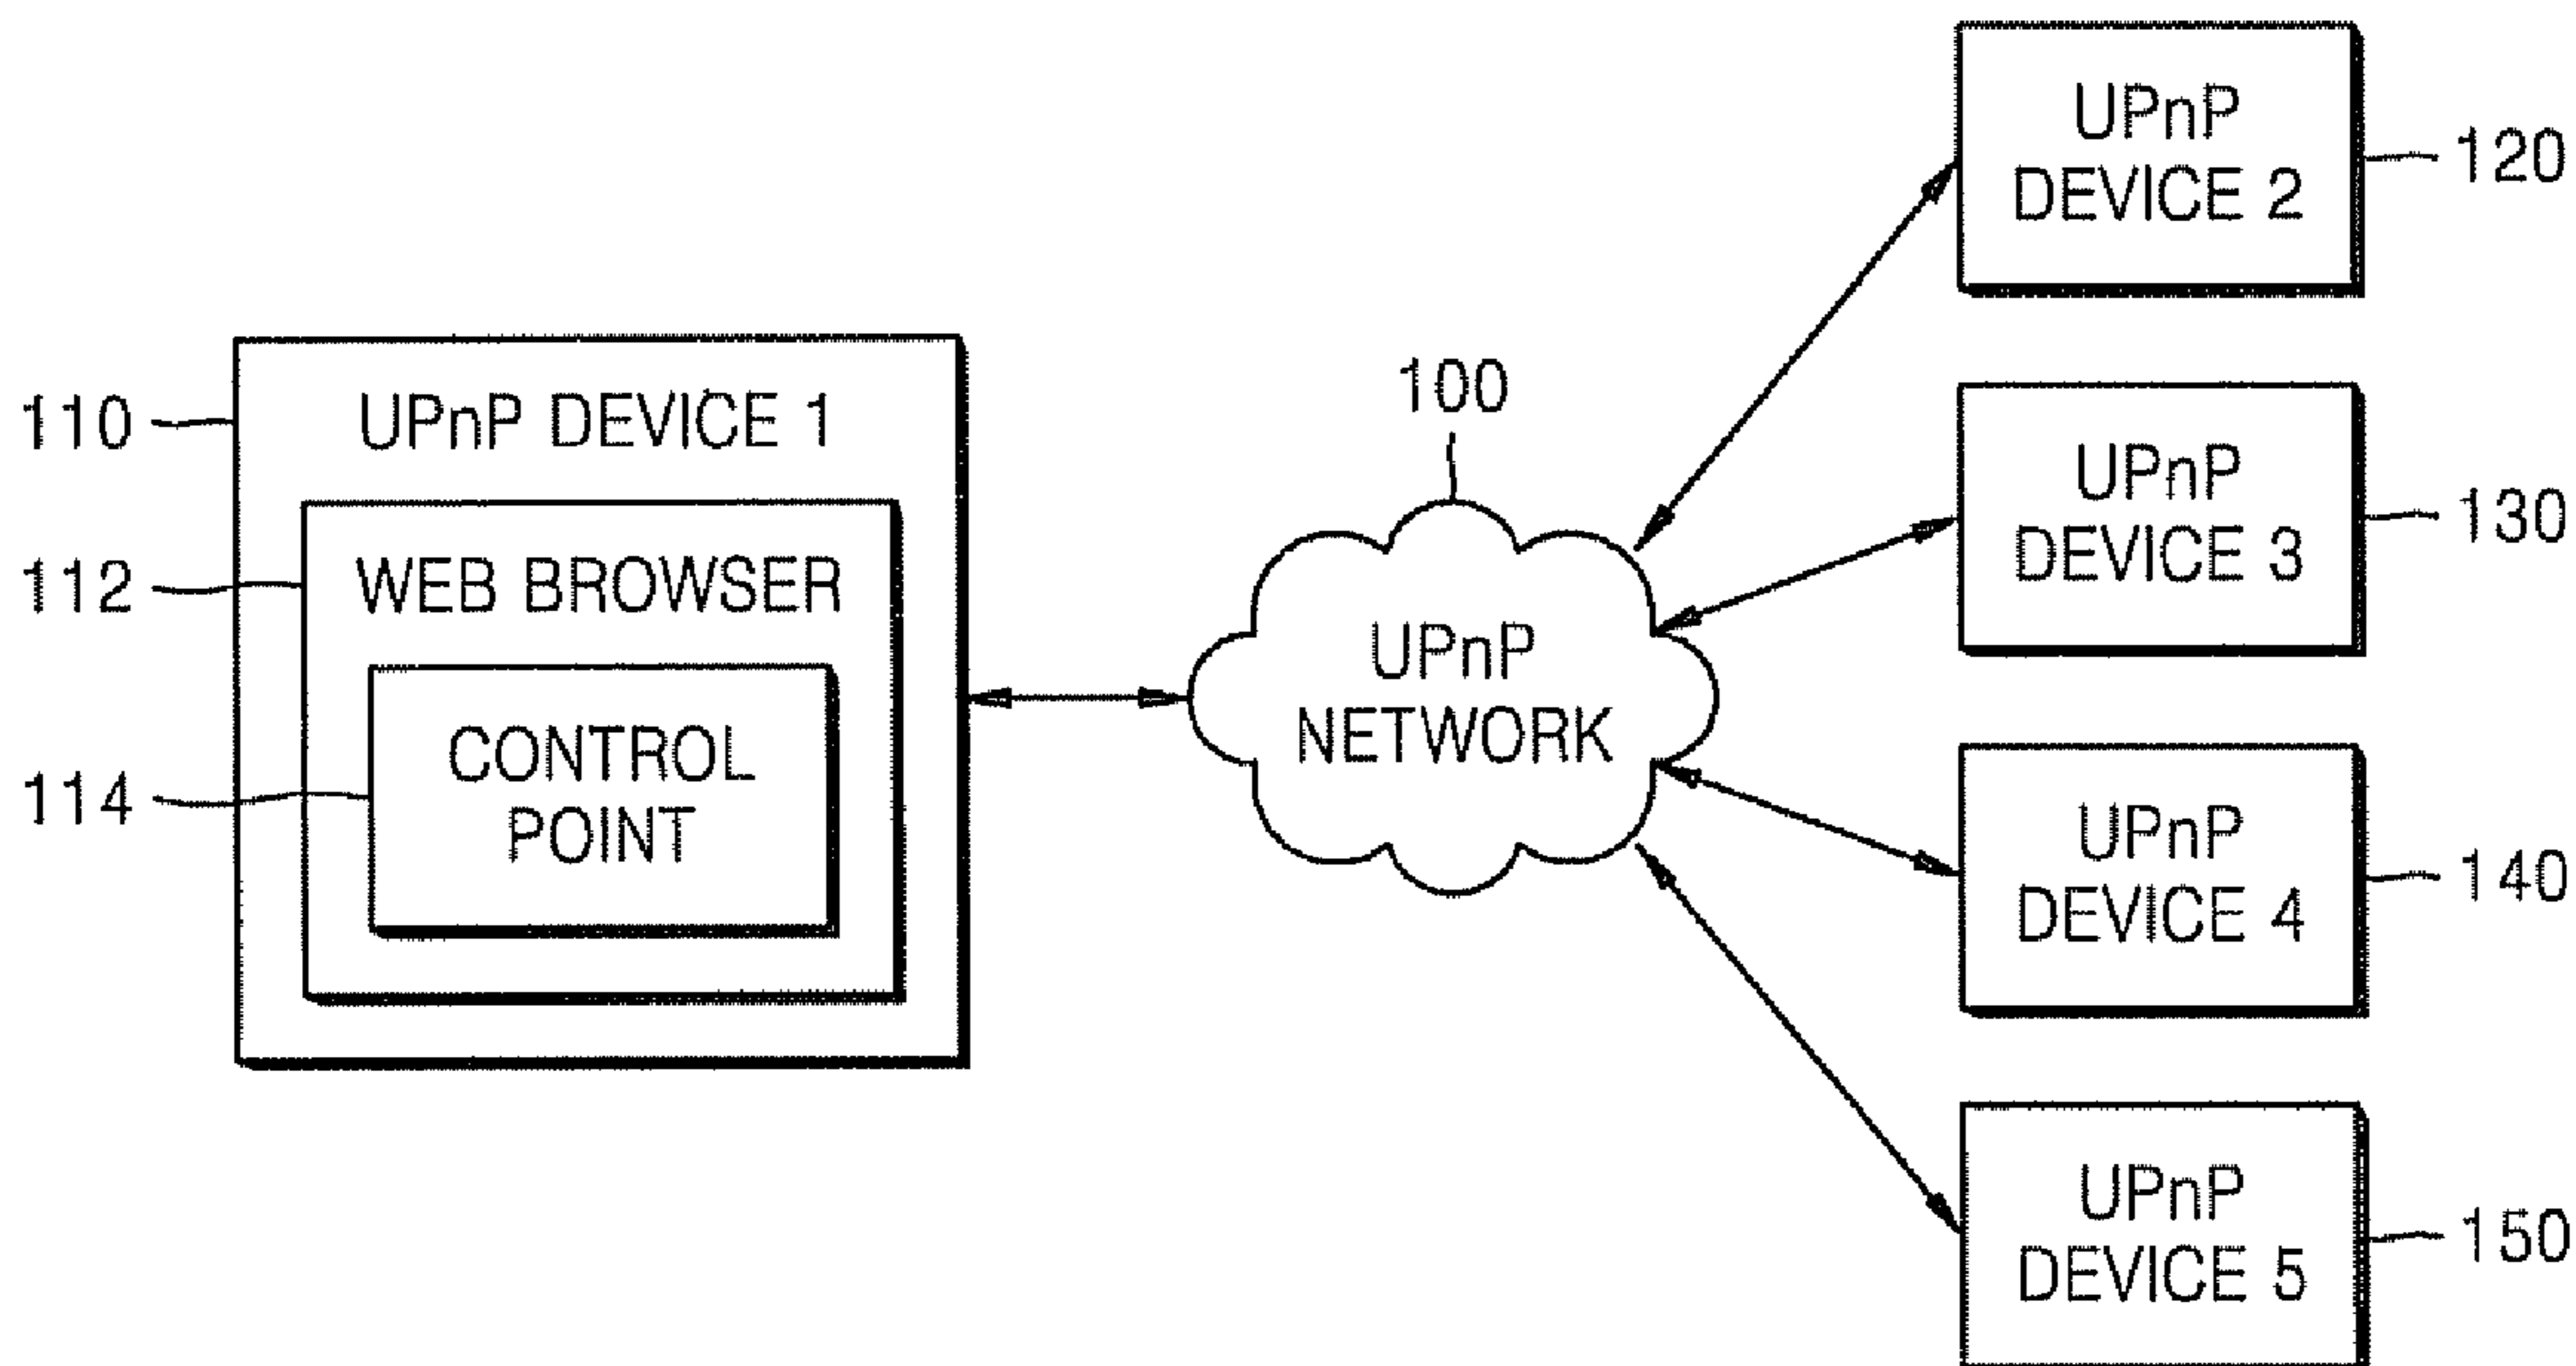 110
UPnP DEVICE 1
112
WEB BROWSER
114
CONTROL
POINT
100
UPnP
NETWORK
UPnP
DEVICE 2
120
UPnP
DEVICE 3
130
UPnP
DEVICE 4
140
UPnP
DEVICE 5
150